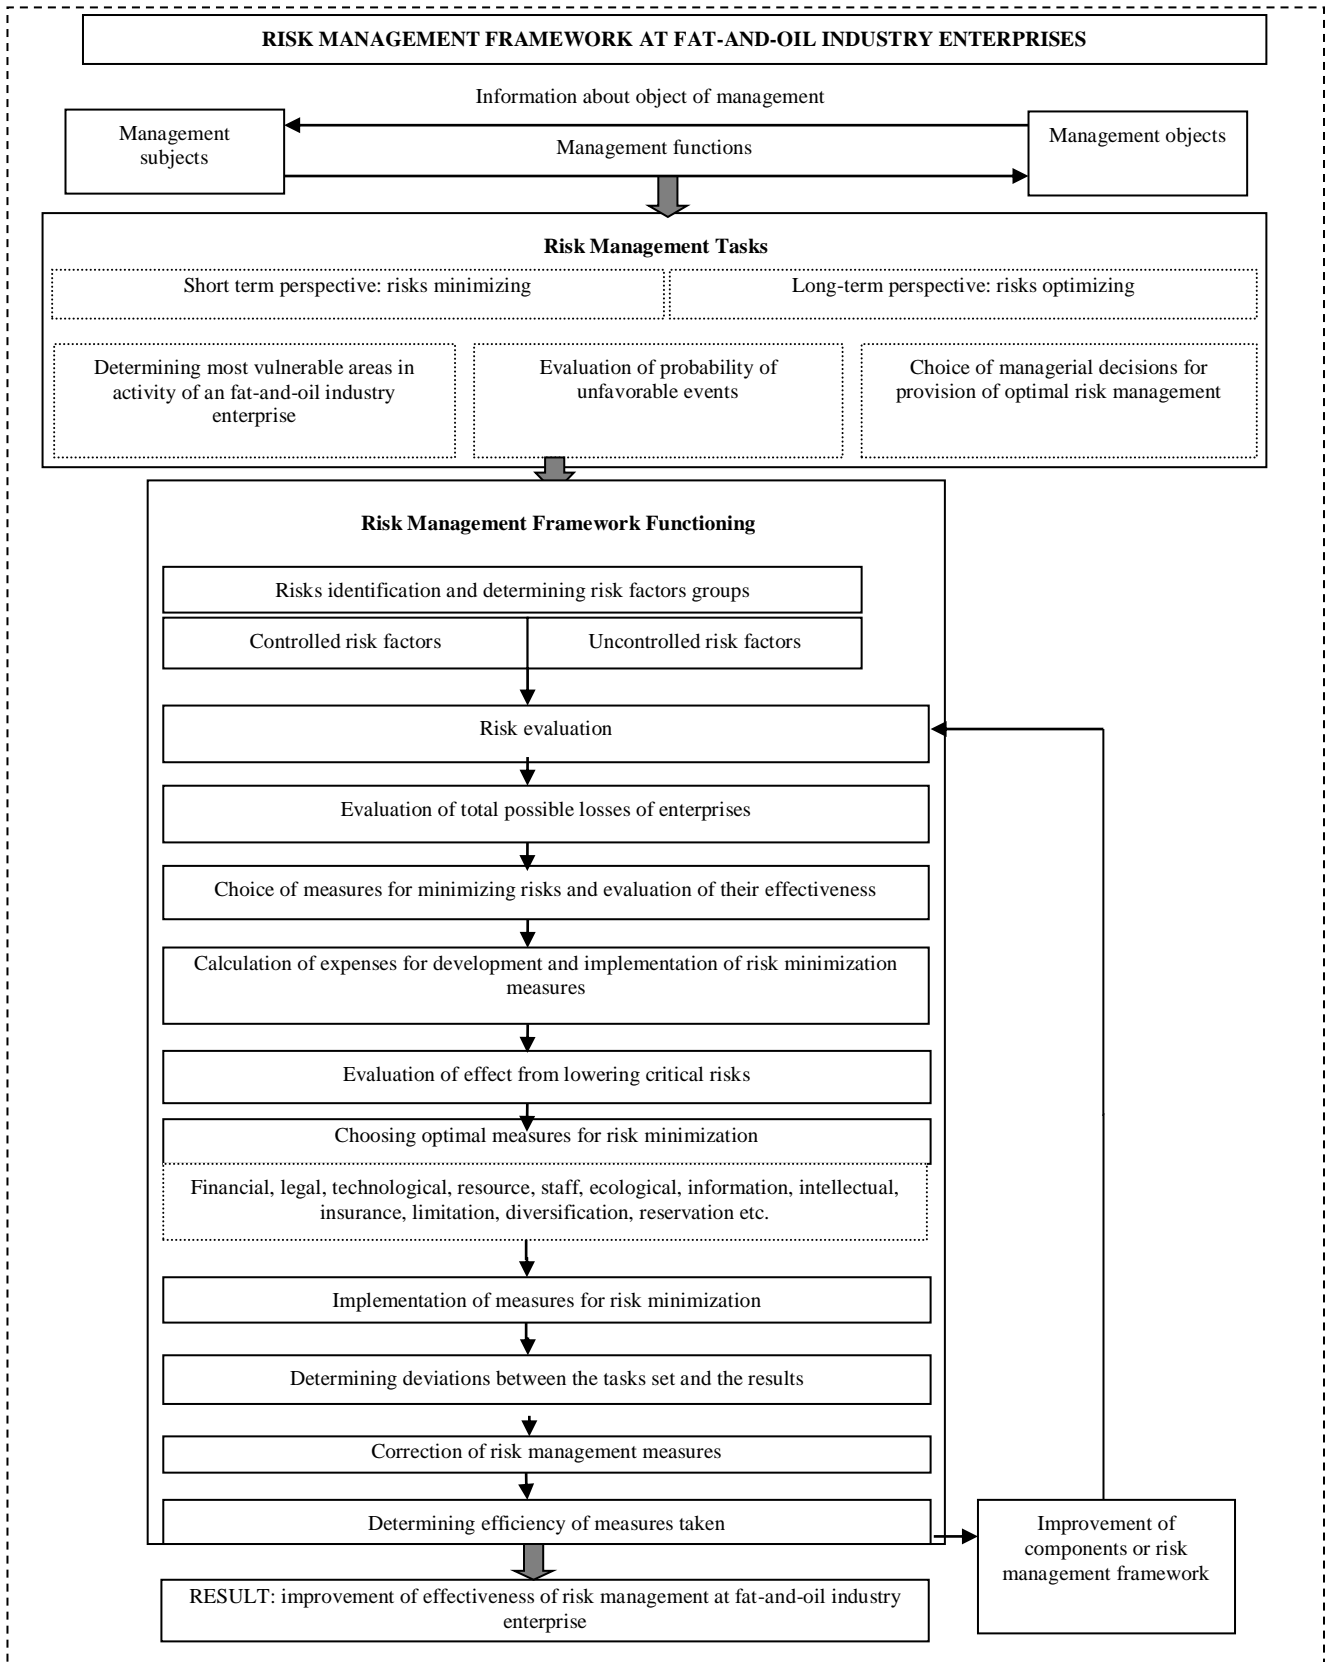 RISK MANAGEMENT FRAMEWORK AT FAT-AND-OIL INDUSTRY ENTERPRISES
Information about object of management
Management
subjects
Management functions
Management objects
Risk Management Tasks
Short term perspective: risks minimizing
Long-term perspective: risks optimizing
Determining most vulnerable areas in
activity of an fat-and-oil industry
enterprise
Evaluation of probability of
unfavorable events
Choice of managerial decisions for
provision of optimal risk management
Risk Management Framework Functioning
Risks identification and determining risk factors groups
Controlled risk factors
Uncontrolled risk factors
Risk evaluation
Evaluation of total possible losses of enterprises
Choice of measures for minimizing risks and evaluation of their effectiveness
Calculation of expenses for development and implementation of risk minimization
measures
Evaluation of effect from lowering critical risks
Choosing optimal measures for risk minimization
Financial, legal, technological, resource, staff, ecological, information, intellectual,
insurance, limitation, diversification, reservation etc.
Implementation of measures for risk minimization
Determining deviations between the tasks set and the results
Correction of risk management measures
Determining efficiency of measures taken
Improvement of
components or risk
management framework
RESULT: improvement of effectiveness of risk management at fat-and-oil industry
enterprise